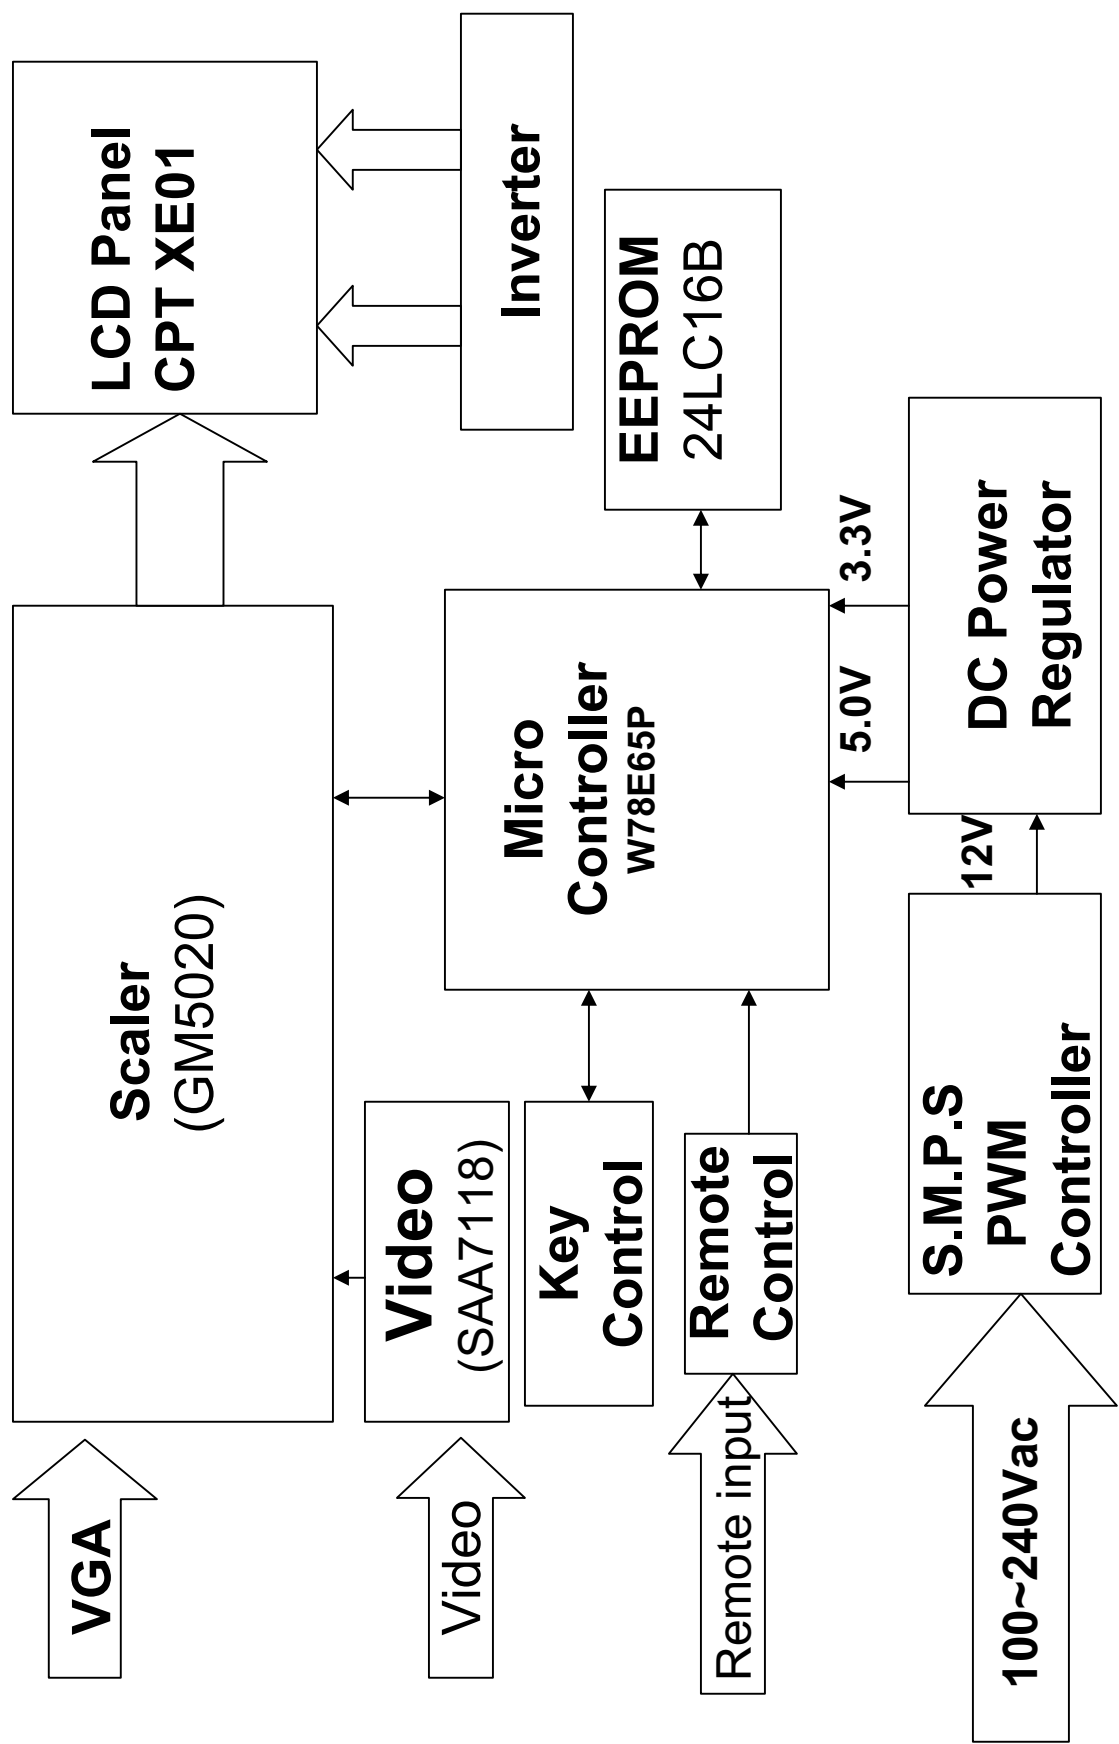 VGA
Scaler
(GM5020)
LCD Panel
CPT XE01
Video
Video
(SAA7118)
Inverter
Key
Control
Micro
Controller
W78E65P
EEPROM
24LC16B
Remote input
Remote
Control
5.0V
3.3V
100~240Vac
S.M.P.S
PWM
Controller
12V
DC Power
Regulator